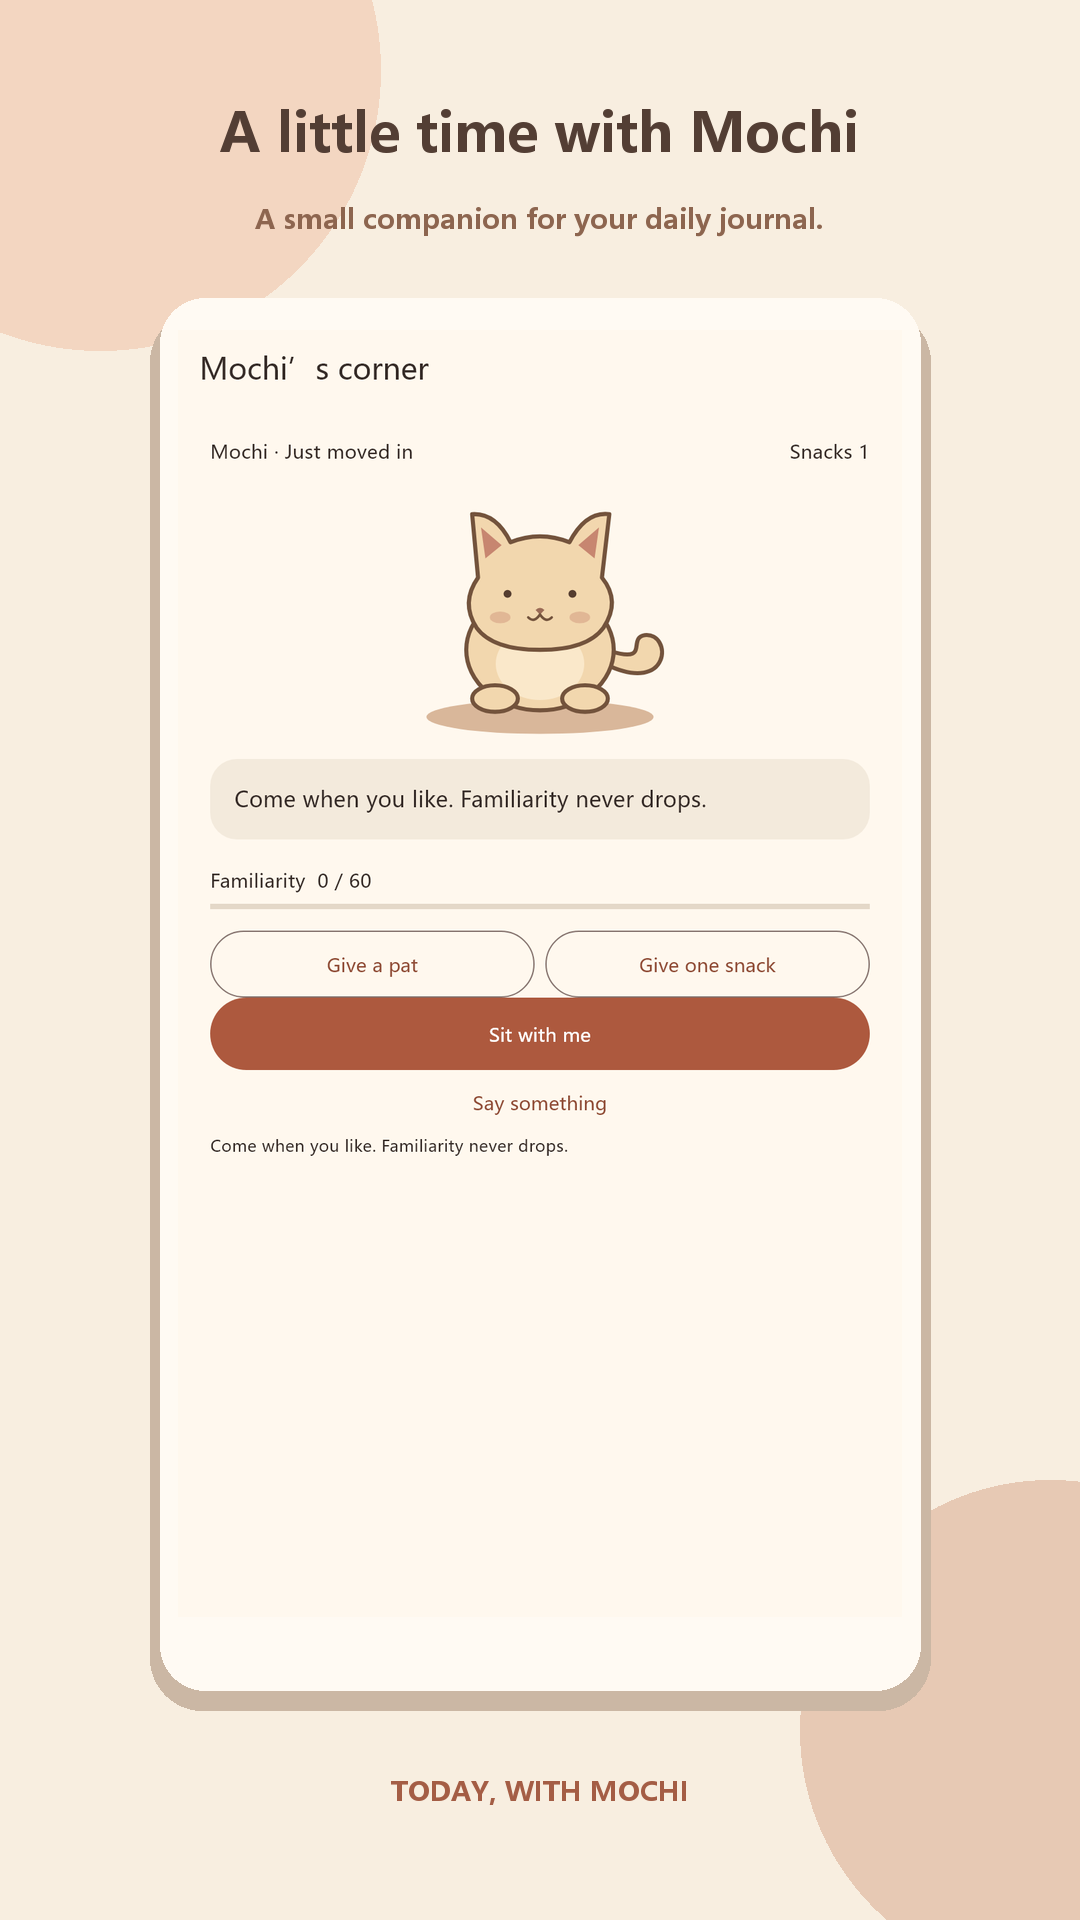 A little time with Mochi
A small companion for your daily journal.
Mochi’s corner
Mochi · Just moved in
Snacks 1
Come when you like. Familiarity never drops.
Familiarity 0 / 60
Give a pat
Give one snack
Sit with me
Say something
Come when you like. Familiarity never drops.
TODAY, WITH MOCHI